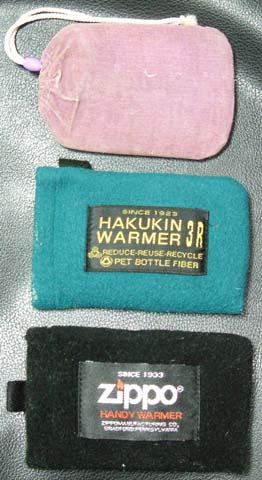 SINCE 1923
HAKUKIN
WARMER 3R
REDUCE·REUSE·RECYCLE
PET BOTTLE FIBER
SINCE 1933
Zippo®
HANDY WARMER
ZIPPO MANUFACTURING CO.,
BRADFORD PENNSYLVANIA